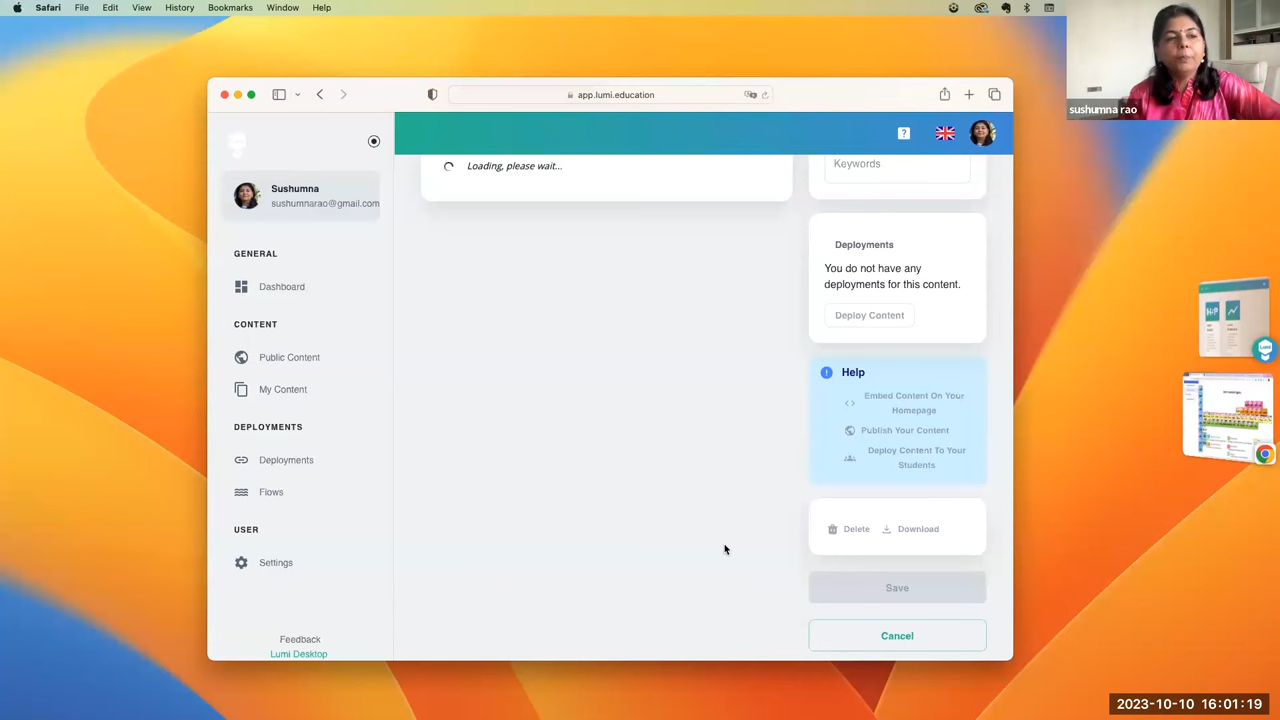 Safari File Edit View History Bookmarks Window Help
sushumna rao
app.lumi.education
?
Sushumna
sushumnarao@gmail.com
GENERAL
Dashboard
CONTENT
Public Content
My Content
DEPLOYMENTS
Deployments
Flows
USER
Settings
Feedback
Lumi Desktop
Loading, please wait...
Keywords
Deployments
You do not have any
deployments for this content.
Deploy Content
Help
Embed Content On Your
Homepage
Publish Your Content
Deploy Content To Your
Students
Delete Download
Save
Cancel
Lumi
2023-10-10 16:01:19